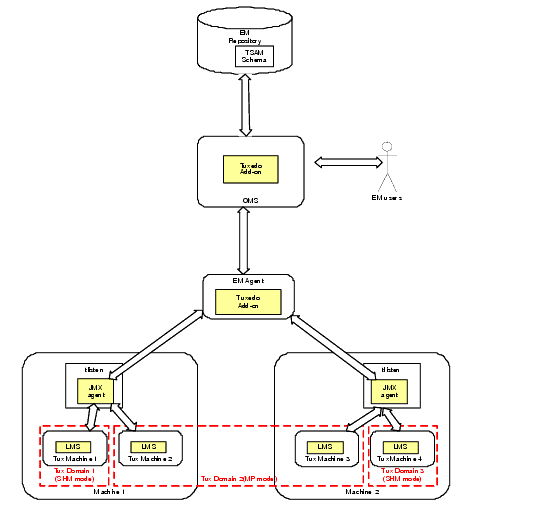 EM
Repository
TSAM
Schema
Tuxedo
Add-on
OMS
EM users
EM Agent
Tuxedo
Add-on
tlisten
JMX
agent
tlisten
JMX
agent
LMS
Tux Machine 1
LMS
Tux Machine 2
LMS
Tux Machine 3
LMS
Tux Machine 4
Tux Domain 1
(SHM mode)
Tux Domain 2(MP mode)
Tux Domain 3
(SHM mode)
Machine 1
Machine 2